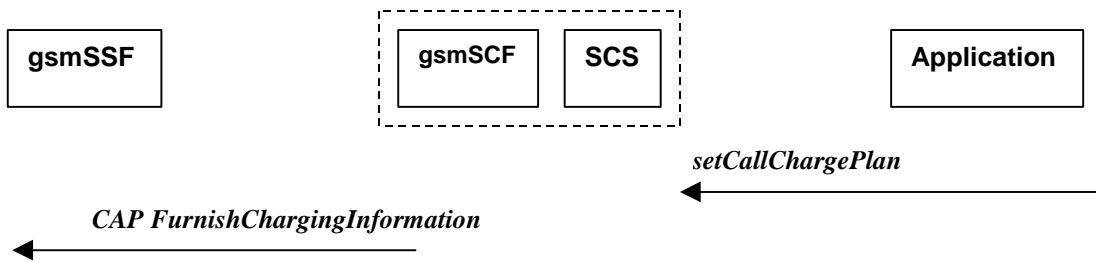 gsmSSF
gsmSCF
SCS
Application
setCallChargePlan
CAP FurnishChargingInformation